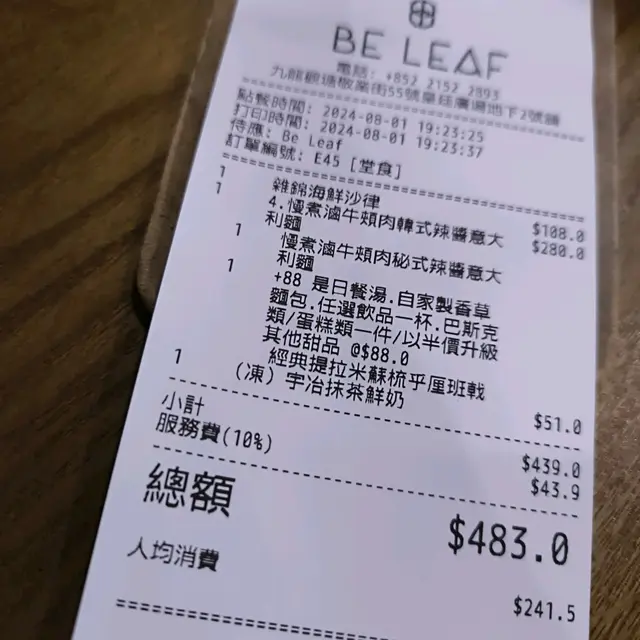 BE LEAF
電話: +852 2152 2893
九龍觀塘敬業街55號皇廷廣場地下2號舖
點餐時間: 2024-08-01 19:23:25
打印時間: 2024-08-01 19:23:37
侍應: Be Leaf
訂單編號: E45 [堂食]
1 雜錦海鮮沙律 $108.0
1 4.慢煮滷牛頰肉韓式辣醬意大 $280.0
利麵
1 慢煮滷牛頰肉秘式辣醬意大
利麵
1 +88 是日餐湯.自家製香草
麵包.任選飲品一杯.巴斯克
類/蛋糕類一件/以半價升級
其他甜品 @$88.0
經典提拉米蘇梳乎厘班戟
1 (凍) 宇冶抹茶鮮奶 $51.0
小計 $439.0
服務費(10%) $43.9
總額 $483.0
人均消費 $241.5